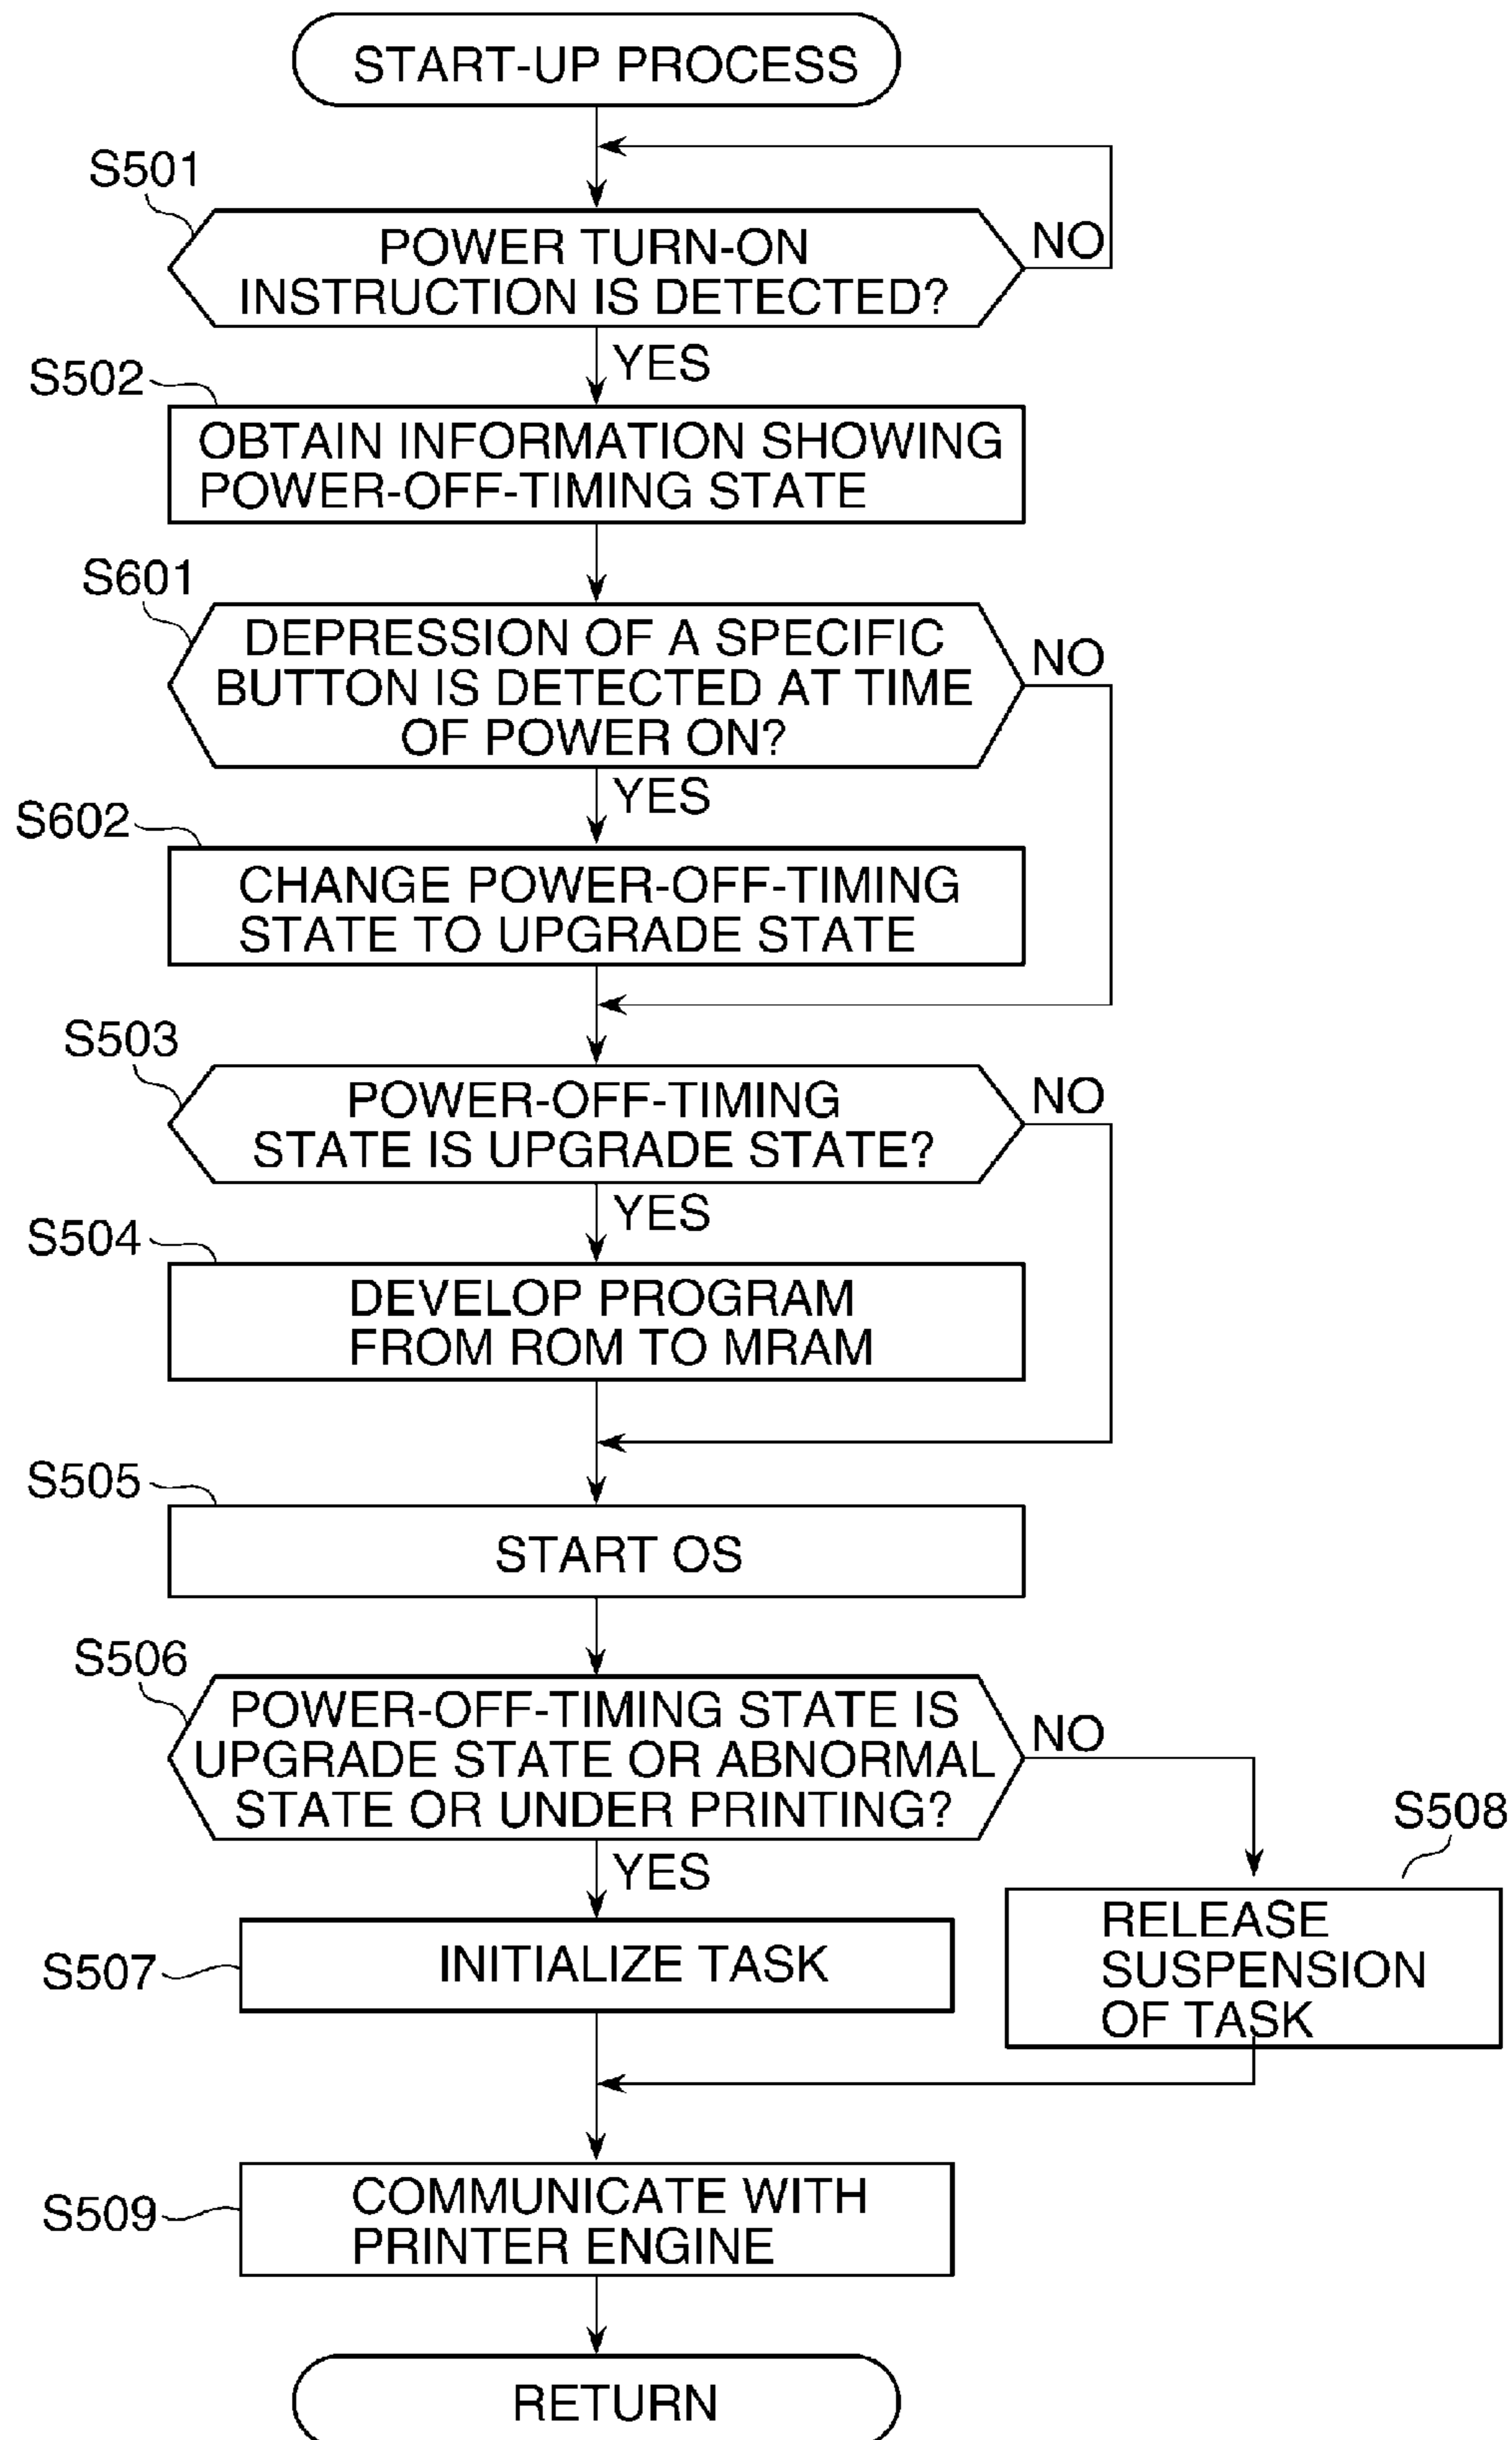 START-UP PROCESS
S501
POWER TURN-ON
INSTRUCTION IS DETECTED?
NO
YES
S502
OBTAIN INFORMATION SHOWING
POWER-OFF-TIMING STATE
S601
DEPRESSION OF A SPECIFIC
BUTTON IS DETECTED AT TIME
OF POWER ON?
NO
YES
S602
CHANGE POWER-OFF-TIMING
STATE TO UPGRADE STATE
S503
POWER-OFF-TIMING
STATE IS UPGRADE STATE?
NO
YES
S504
DEVELOP PROGRAM
FROM ROM TO MRAM
S505
START OS
S506
POWER-OFF-TIMING STATE IS
UPGRADE STATE OR ABNORMAL
STATE OR UNDER PRINTING?
NO
YES
S508
RELEASE
SUSPENSION
OF TASK
S507
INITIALIZE TASK
S509
COMMUNICATE WITH
PRINTER ENGINE
RETURN